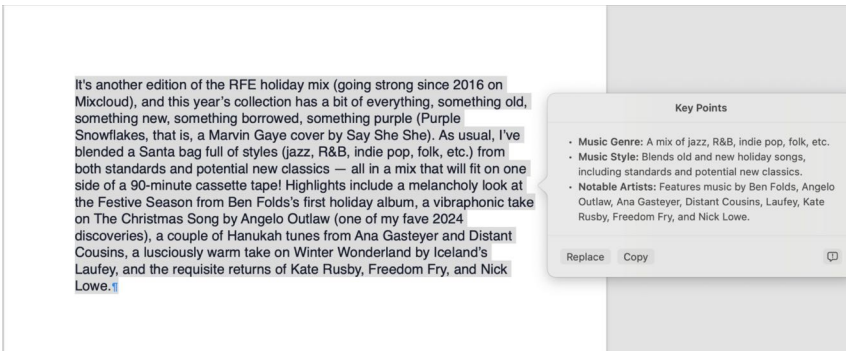 It's another edition of the RFE holiday mix (going strong since 2016 on
Mixcloud), and this year's collection has a bit of everything, something old,
something new, something borrowed, something purple (Purple
Snowflakes, that is, a Marvin Gaye cover by Say She She). As usual, I've
blended a Santa bag full of styles (jazz, R&B, indie pop, folk, etc.) from
both standards and potential new classics — all in a mix that will fit on one
side of a 90-minute cassette tape! Highlights include a melancholy look at
the Festive Season from Ben Folds's first holiday album, a vibraphonic take
on The Christmas Song by Angelo Outlaw (one of my fave 2024
discoveries), a couple of Hanukah tunes from Ana Gasteyer and Distant
Cousins, a lusciously warm take on Winter Wonderland by Iceland's
Laufey, and the requisite returns of Kate Rusby, Freedom Fry, and Nick
Lowe.¶
Key Points
• Music Genre: A mix of jazz, R&B, indie pop, folk, etc.
• Music Style: Blends old and new holiday songs,
including standards and potential new classics.
• Notable Artists: Features music by Ben Folds, Angelo
Outlaw, Ana Gasteyer, Distant Cousins, Laufey, Kate
Rusby, Freedom Fry, and Nick Lowe.
Replace Copy